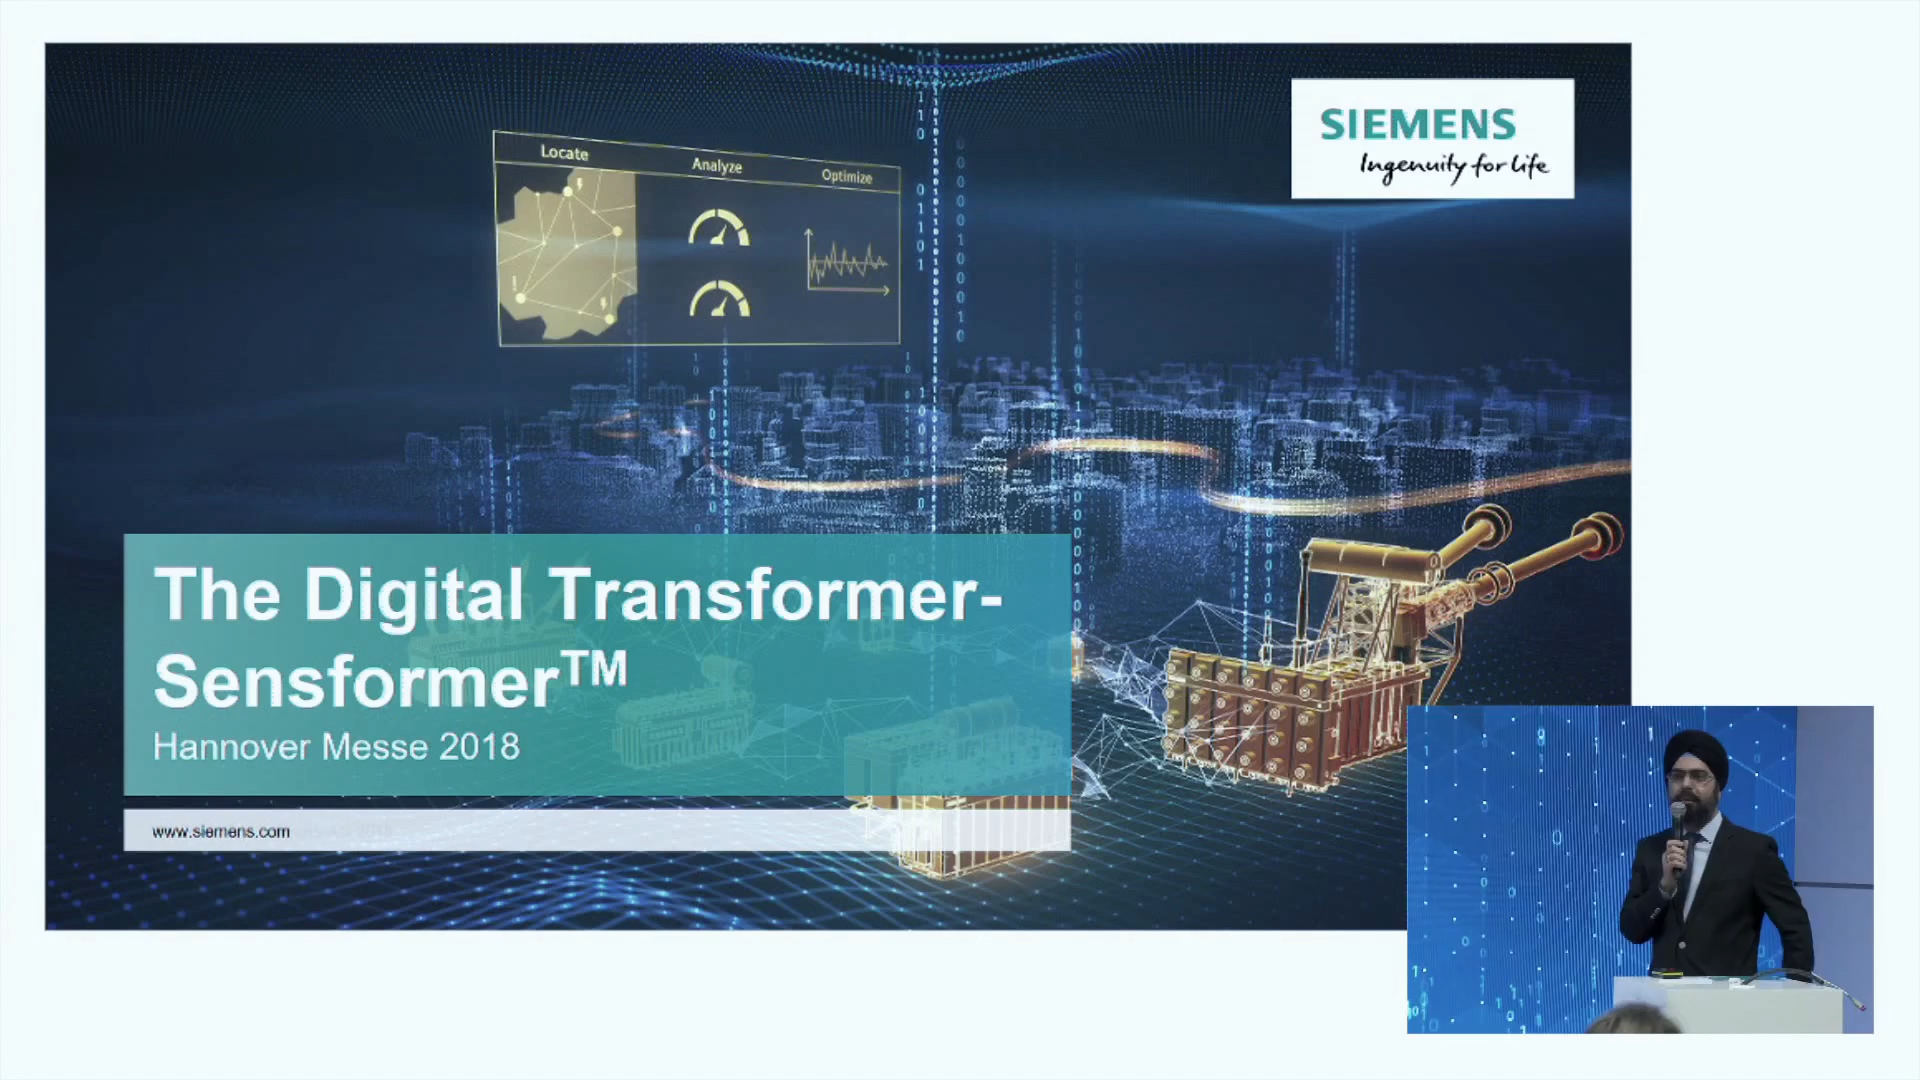 SIEMENS
Ingenuity for life
Locate
Analyze
Optimize
The Digital Transformer-
Sensformer™
Hannover Messe 2018
www.siemens.com